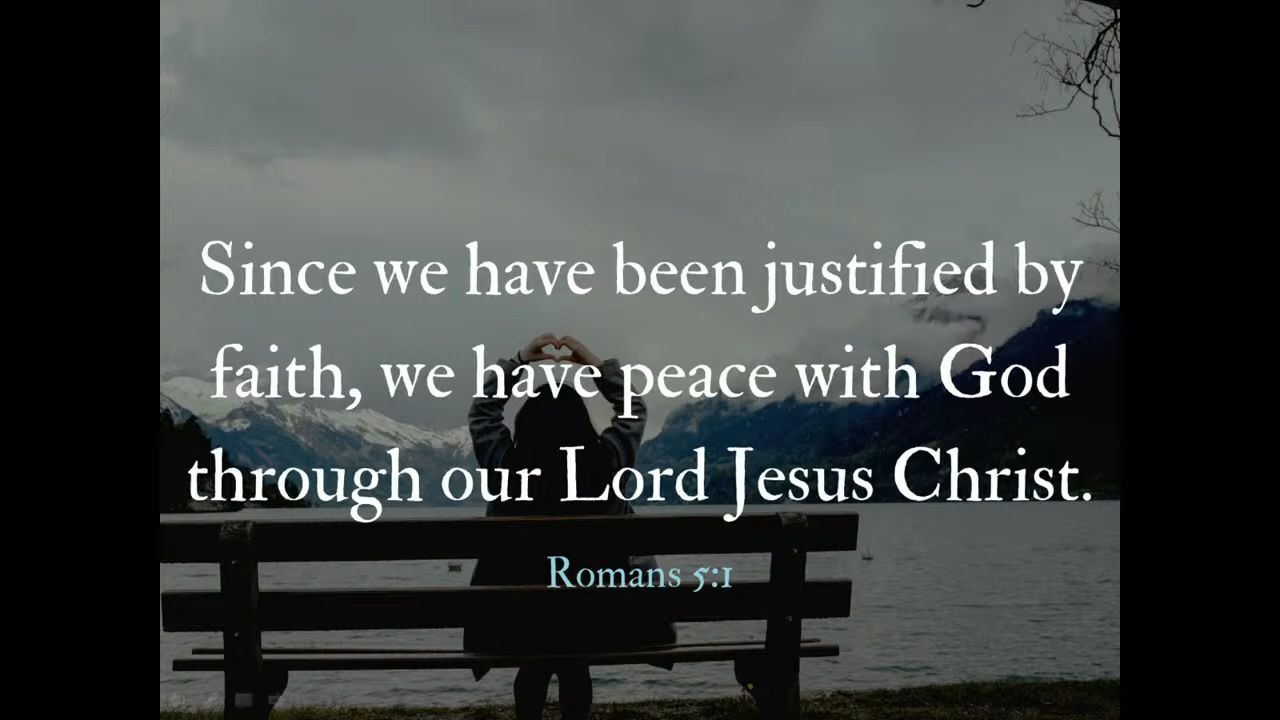 Since we have been justified by
faith, we have peace with God
through our Lord Jesus Christ.
Romans 5:1